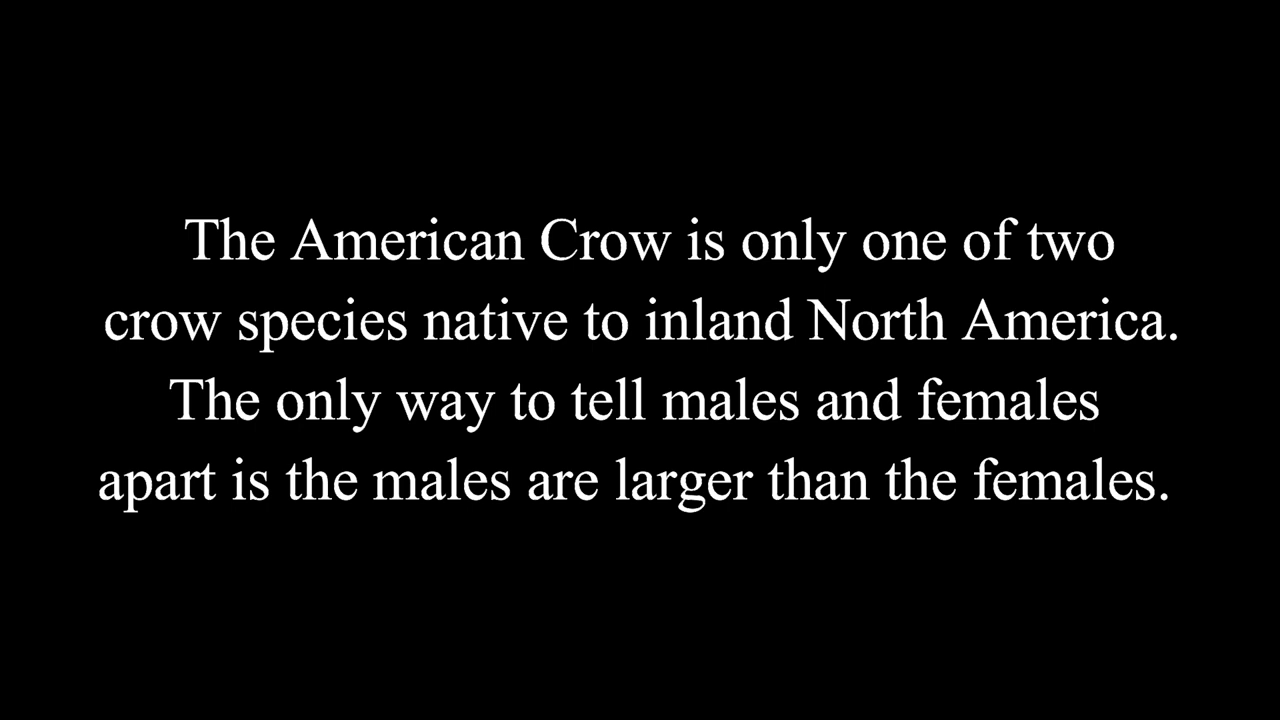 The American Crow is only one of two
crow species native to inland North America.
The only way to tell males and females
apart is the males are larger than the females.